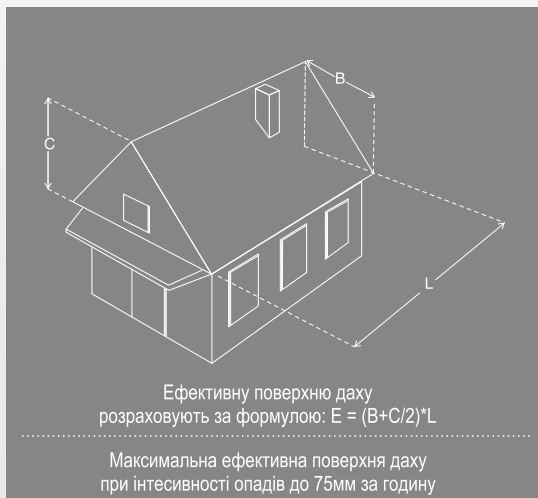 B
C
L
Ефективну поверхню даху
розраховують за формулою: E = (B+C/2)*L
Максимальна ефективна поверхня даху
при інтесивності опадів до 75мм за годину